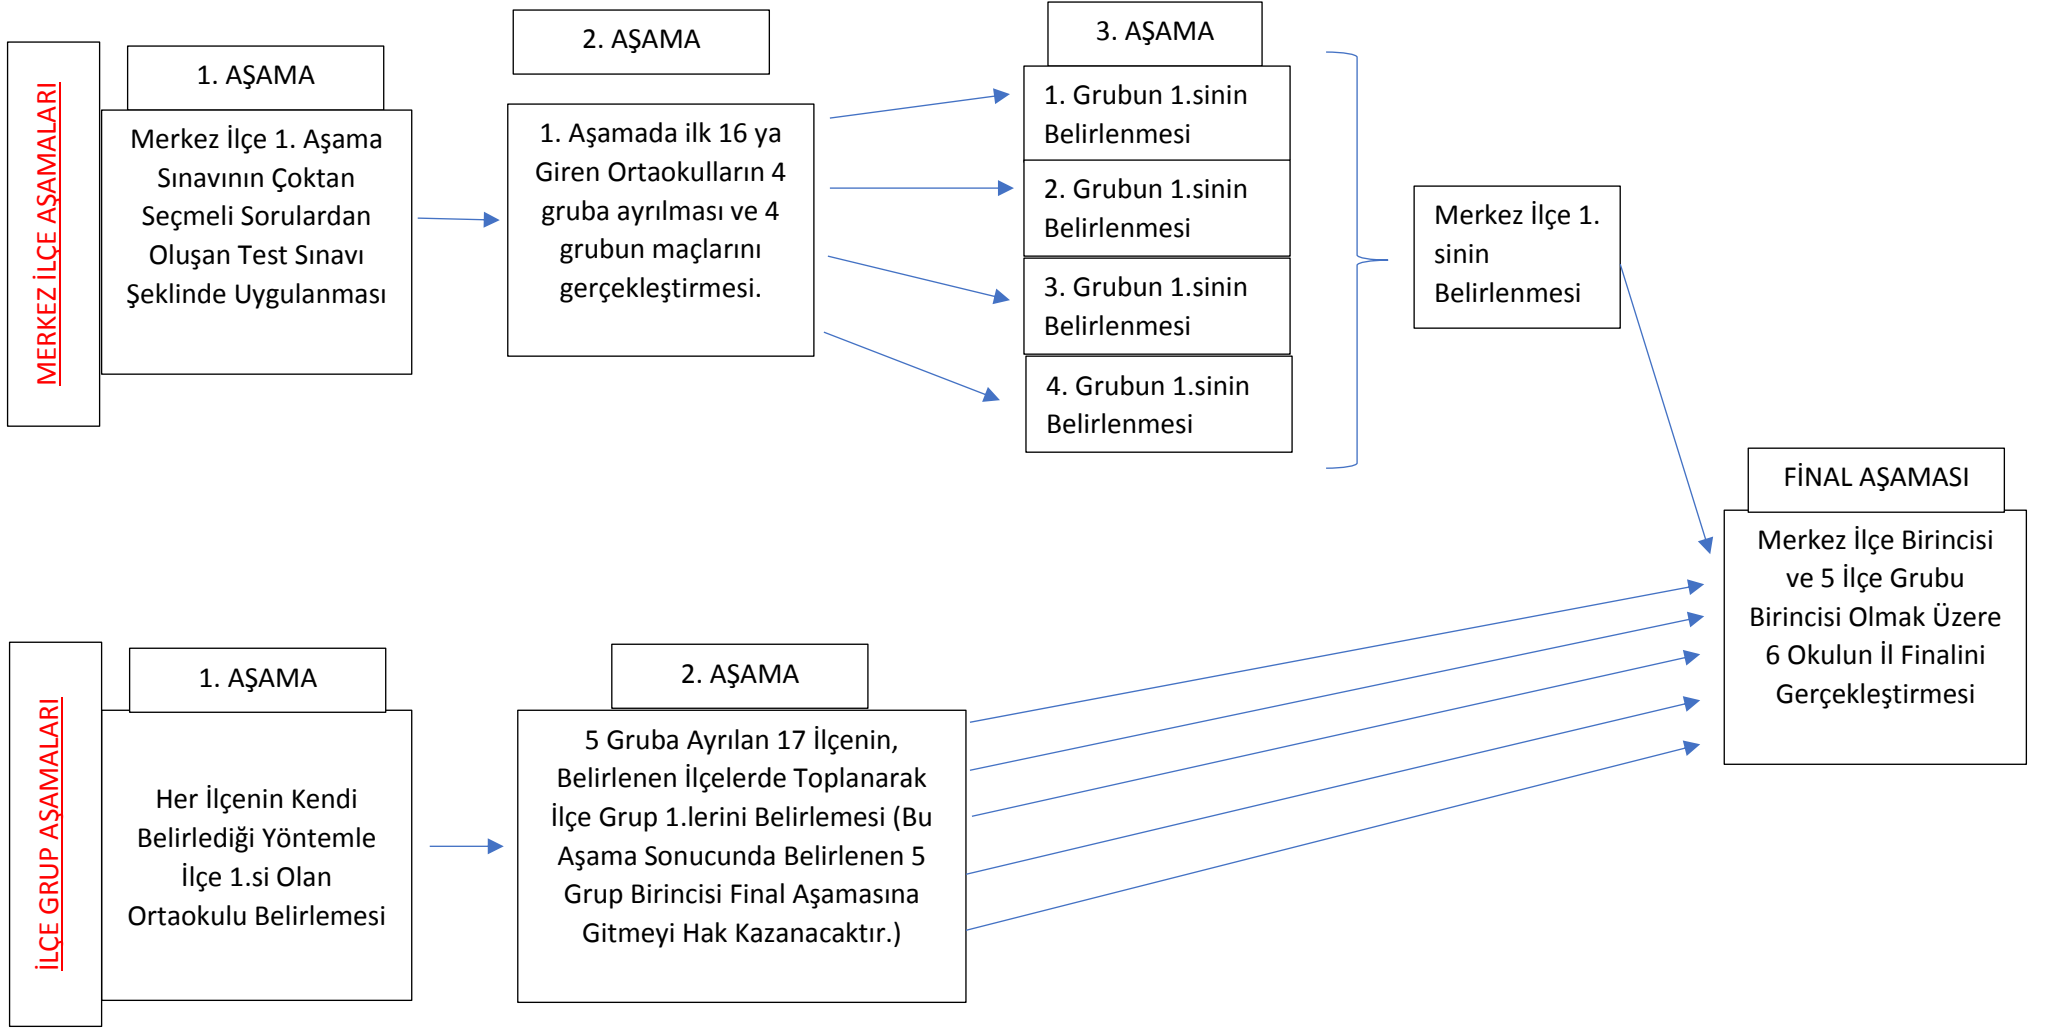 MERKEZ İLÇE AŞAMALARI
1. AŞAMA
Merkez İlçe 1. Aşama
Sınavının Çoktan
Seçmeli Sorulardan
Oluşan Test Sınavı
Şeklinde Uygulanması
2. AŞAMA
1. Aşamada ilk 16 ya
Giren Ortaokulların 4
gruba ayrılması ve 4
grubun maçlarını
gerçekleştirmesi.
3. AŞAMA
1. Grubun 1.sinin
Belirlenmesi
2. Grubun 1.sinin
Belirlenmesi
3. Grubun 1.sinin
Belirlenmesi
4. Grubun 1.sinin
Belirlenmesi
Merkez İlçe 1.
sinin
Belirlenmesi
FİNAL AŞAMASI
Merkez İlçe Birincisi
ve 5 İlçe Grubu
Birincisi Olmak Üzere
6 Okulun İl Finalini
Gerçekleştirmesi
İLÇE GRUP AŞAMALARI
1. AŞAMA
Her İlçenin Kendi
Belirlediği Yöntemle
İlçe 1.si Olan
Ortaokulu Belirlemesi
2. AŞAMA
5 Gruba Ayrılan 17 İlçenin,
Belirlenen İlçelerde Toplanarak
İlçe Grup 1.lerini Belirlemesi (Bu
Aşama Sonucunda Belirlenen 5
Grup Birincisi Final Aşamasına
Gitmeyi Hak Kazanacaktır.)